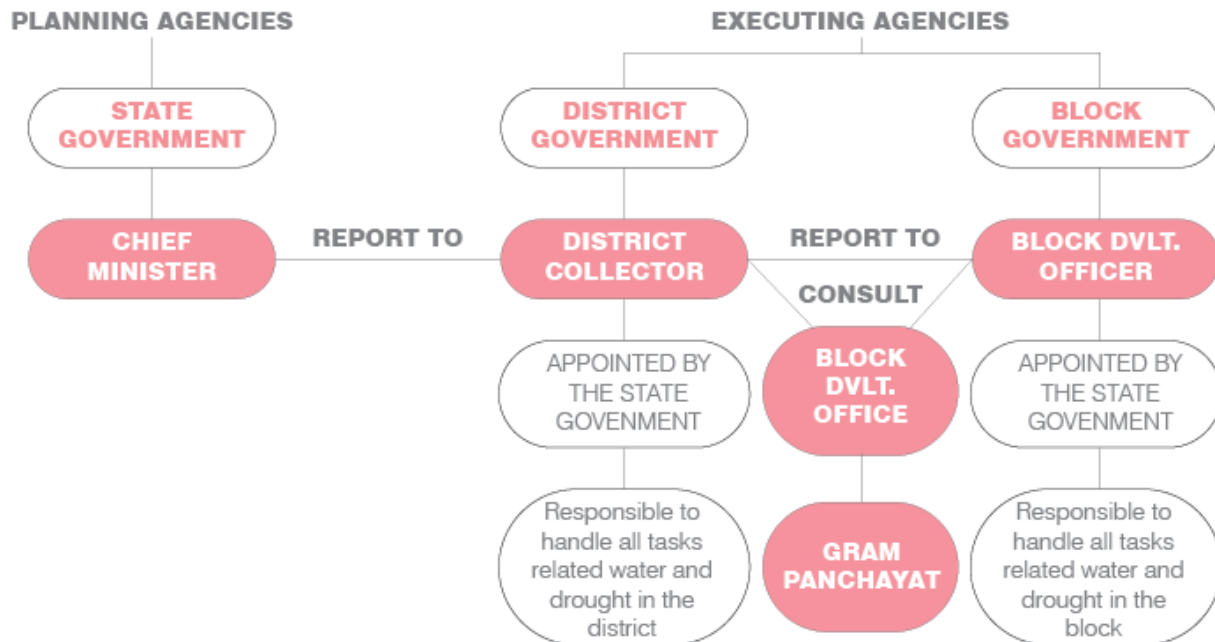 PLANNING AGENCIES
EXECUTING AGENCIES
STATE
GOVERNMENT
DISTRICT
GOVERNMENT
BLOCK
GOVERNMENT
CHIEF
MINISTER
REPORT TO
DISTRICT
COLLECTOR
REPORT TO
BLOCK DVLT.
OFFICER
CONSULT
APPOINTED BY
THE STATE
GOVENMENT
BLOCK
DVLT.
OFFICE
APPOINTED BY
THE STATE
GOVENMENT
Responsible to
handle all tasks
related water and
drought in the
district
GRAM
PANCHAYAT
Responsible to
handle all tasks
related water and
drought in the
block